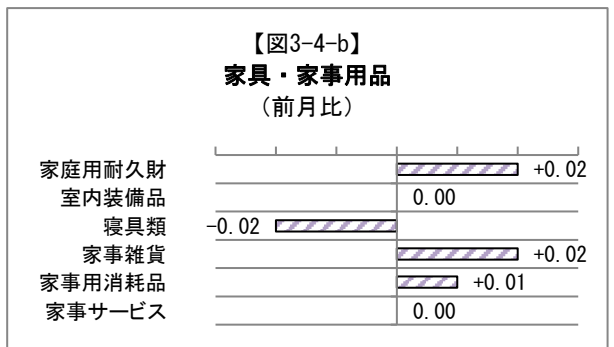 【図3-4-b】
家具・家事用品
（前月比）
家庭用耐久財 +0.02
室内装備品 0.00
寝具類 -0.02
家事雑貨 +0.02
家事用消耗品 +0.01
家事サービス 0.00